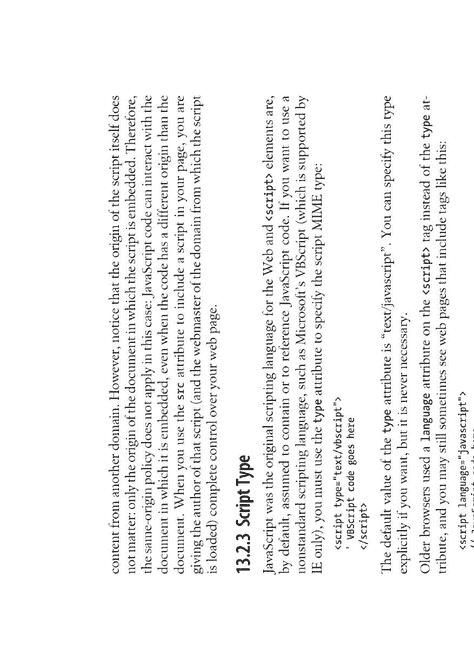 content from another domain. However, notice that the origin of the script itself does
not matter: only the origin of the document in which the script is embedded. Therefore,
the same-origin policy does not apply in this case: JavaScript code can interact with the
document in which it is embedded, even when the code has a different origin than the
document. When you use the src attribute to include a script in your page, you are
giving the author of that script (and the webmaster of the domain from which the script
is loaded) complete control over your web page.
13.2.3 Script Type
JavaScript was the original scripting language for the Web and <script> elements are,
by default, assumed to contain or to reference JavaScript code. If you want to use a
nonstandard scripting language, such as Microsoft's VBScript (which is supported by
IE only), you must use the type attribute to specify the script MIME type:
<script type="text/vbscript">
' VBScript code goes here
</script>
The default value of the type attribute is “text/javascript”. You can specify this type
explicitly if you want, but it is never necessary.
Older browsers used a language attribute on the <script> tag instead of the type at-
tribute, and you may still sometimes see web pages that include tags like this:
<script language="javascript">